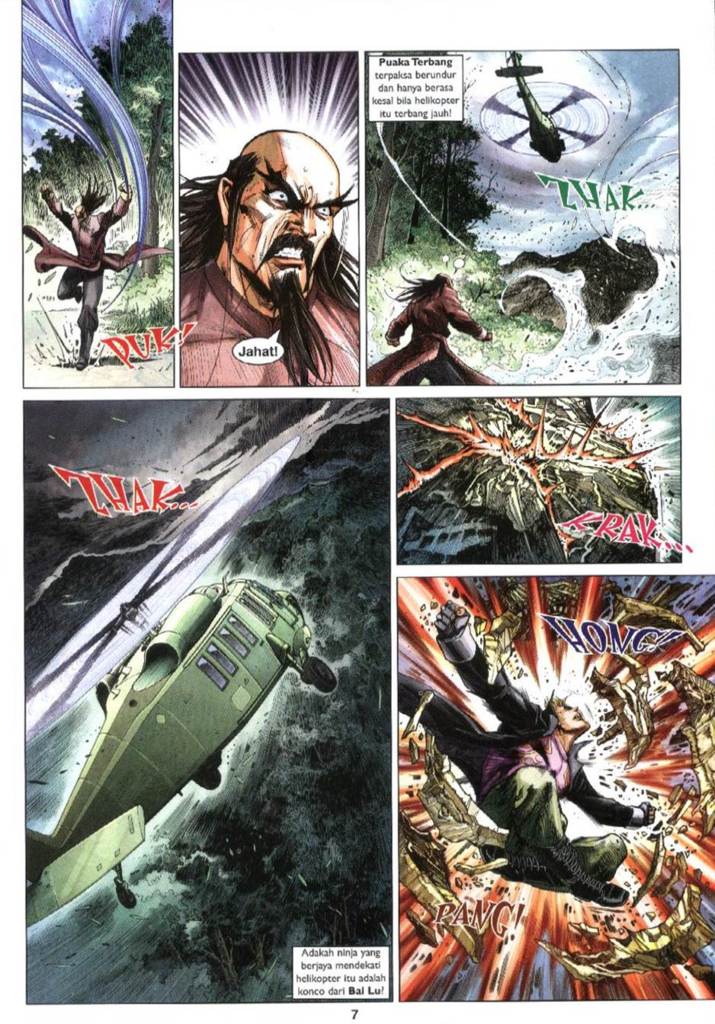 PUK!
Jahat!
Puaka Terbang
terpaksa berundur
dan hanya berasa
kesal bila helikopter
itu terbang jauh!
ZHAK...
ZHAK...
Adakah ninja yang
berjaya mendekati
helikopter itu adalah
konco dari Bai Lu?
KRAK...
HONG!
PANG!
7